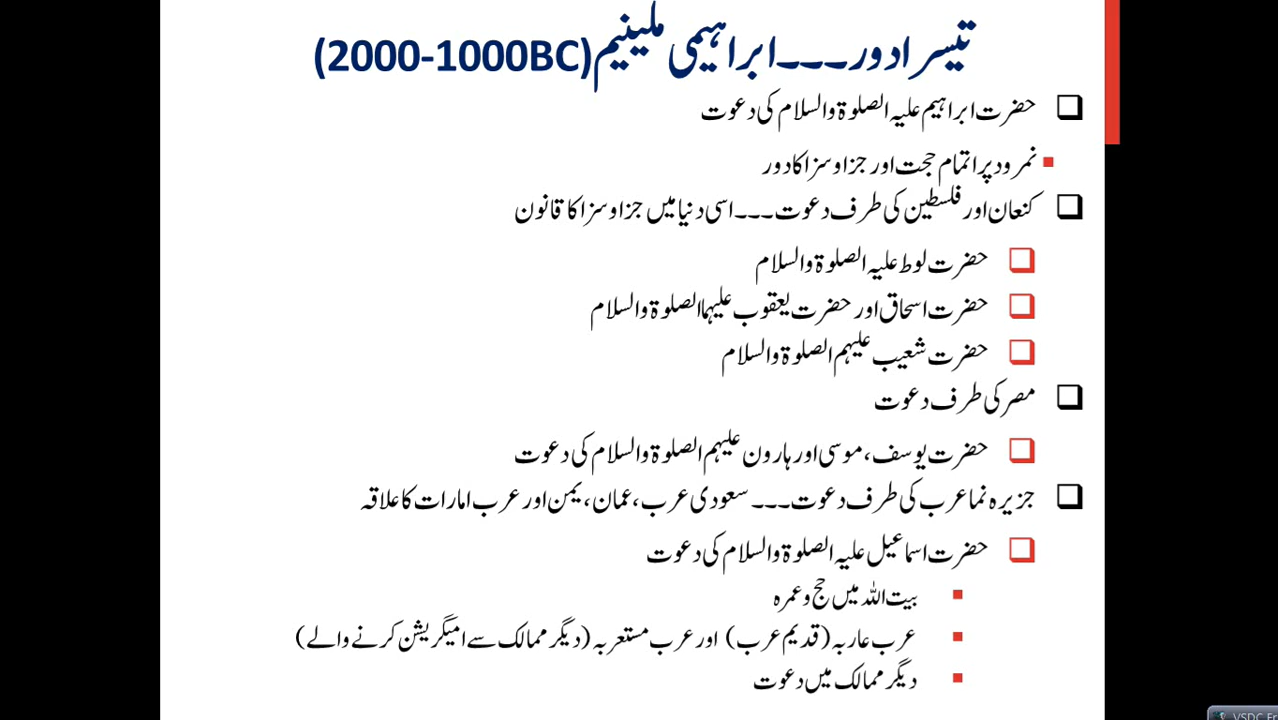 تیسرا دور۔۔۔ابراہیمی ملینیم (2000-1000BC)
حضرت ابراہیم علیہ الصلوۃ والسلام کی دعوت
نمرود پر اتمام حجت اور جزا و سزا کا دور
کنعان اور فلسطین کی طرف دعوت۔۔۔اسی دنیا میں جزا و سزا کا قانون
حضرت لوط علیہ الصلوۃ والسلام
حضرت اسحاق اور حضرت یعقوب علیہما الصلوۃ والسلام
حضرت شعیب علیہم الصلوۃ والسلام
مصر کی طرف دعوت
حضرت یوسف، موسی اور ہارون علیہم الصلوۃ والسلام کی دعوت
جزیرہ نما عرب کی طرف دعوت۔۔۔ سعودی عرب، عمان، یمن اور عرب امارات کا علاقہ
حضرت اسماعیل علیہ الصلوۃ والسلام کی دعوت
بیت اللہ میں حج و عمرہ
عرب عاربہ (قدیم عرب) اور عرب مستعربہ (دیگر ممالک سے امیگریشن کرنے والے)
دیگر ممالک میں دعوت
VSDC Fr